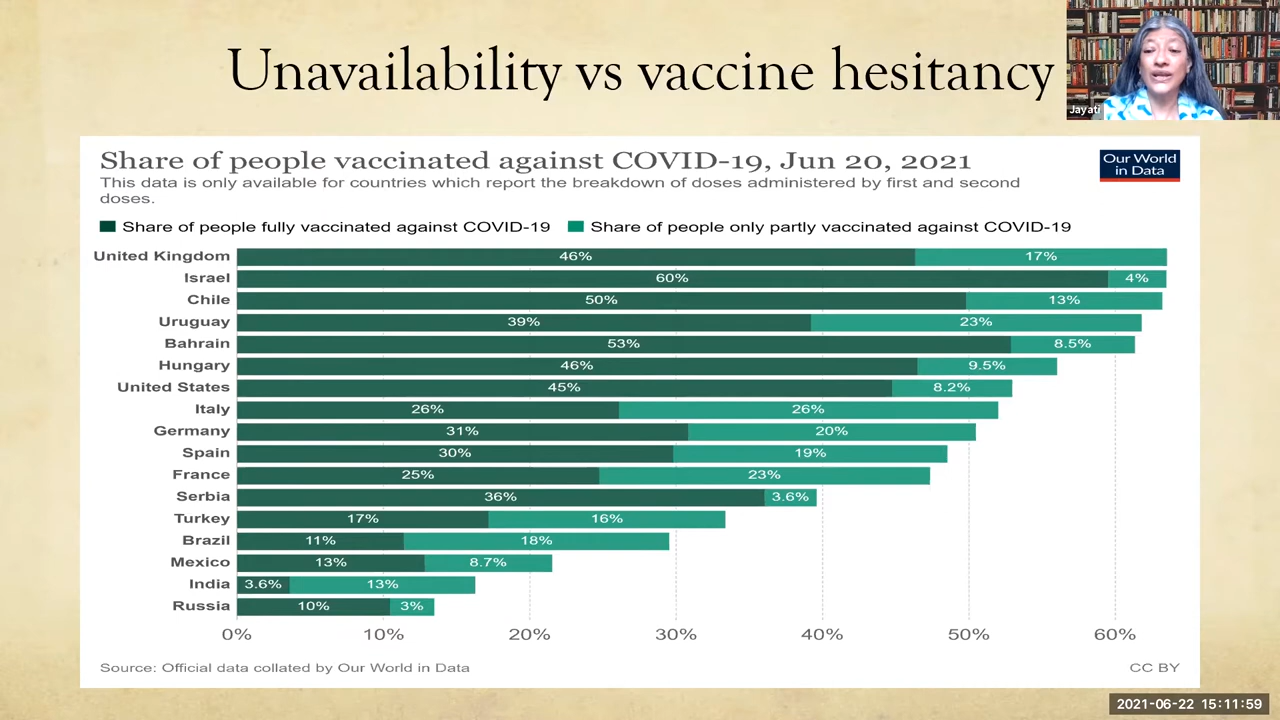 Unavailability vs vaccine hesitancy
Jayati
Share of people vaccinated against COVID-19, Jun 20, 2021
Our World
in Data
This data is only available for countries which report the breakdown of doses administered by first and second
doses.
Share of people fully vaccinated against COVID-19 Share of people only partly vaccinated against COVID-19
United Kingdom 46% 17%
Israel 60% 4%
Chile 50% 13%
Uruguay 39% 23%
Bahrain 53% 8.5%
Hungary 46% 9.5%
United States 45% 8.2%
Italy 26% 26%
Germany 31% 20%
Spain 30% 19%
France 25% 23%
Serbia 36% 3.6%
Turkey 17% 16%
Brazil 11% 18%
Mexico 13% 8.7%
India 3.6% 13%
Russia 10% 3%
0% 10% 20% 30% 40% 50% 60%
Source: Official data collated by Our World in Data CC BY
2021-06-22 15:11:59